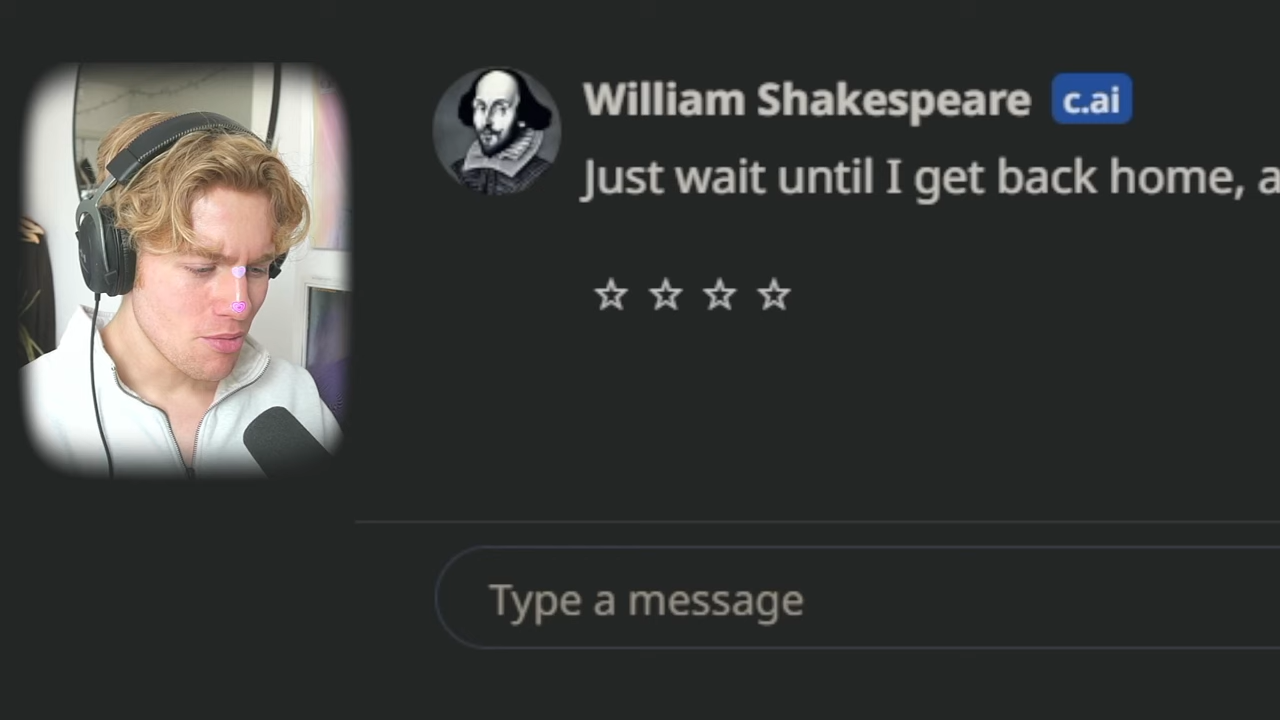 William Shakespeare c.ai
Just wait until I get back home, a
Type a message